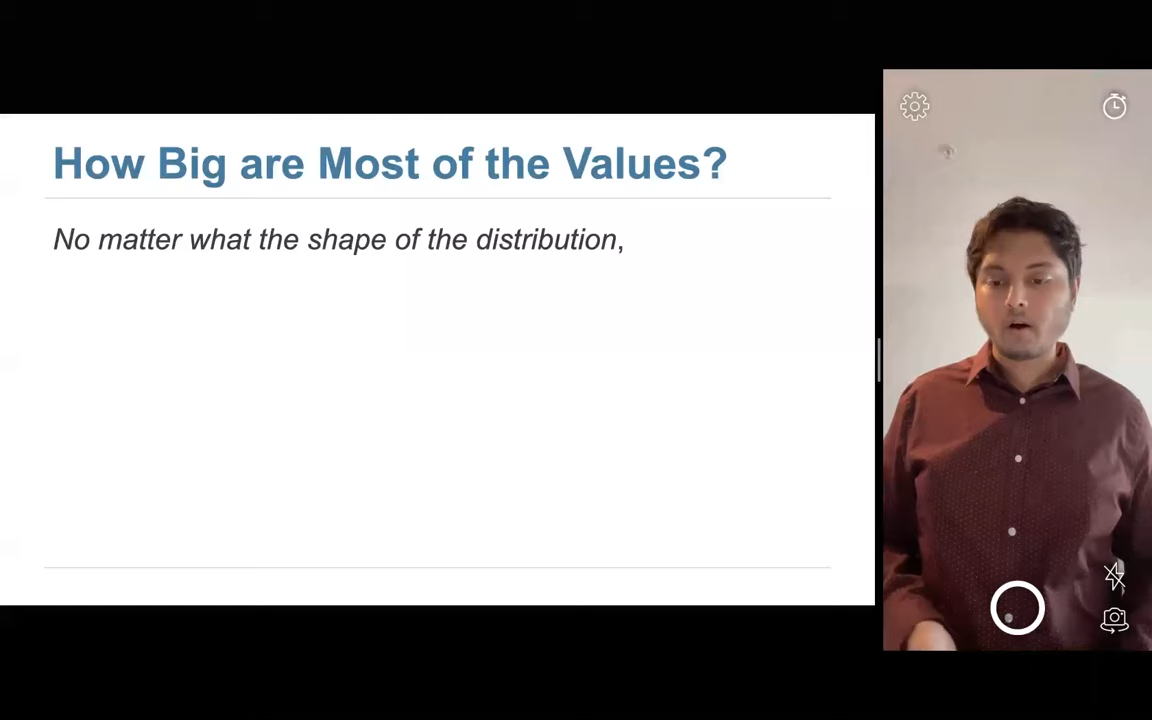 How Big are Most of the Values?
No matter what the shape of the distribution,